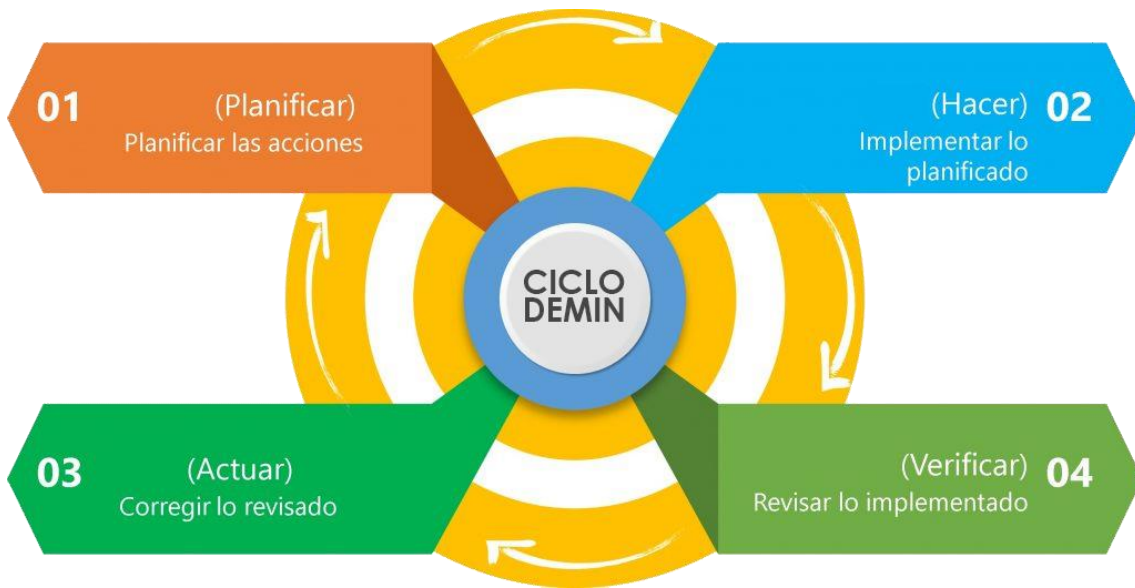 01
(Planificar)
Planificar las acciones
(Hacer)
02
Implementar lo
planificado
CICLO
DEMIN
03
(Actuar)
Corregir lo revisado
(Verificar)
04
Revisar lo implementado